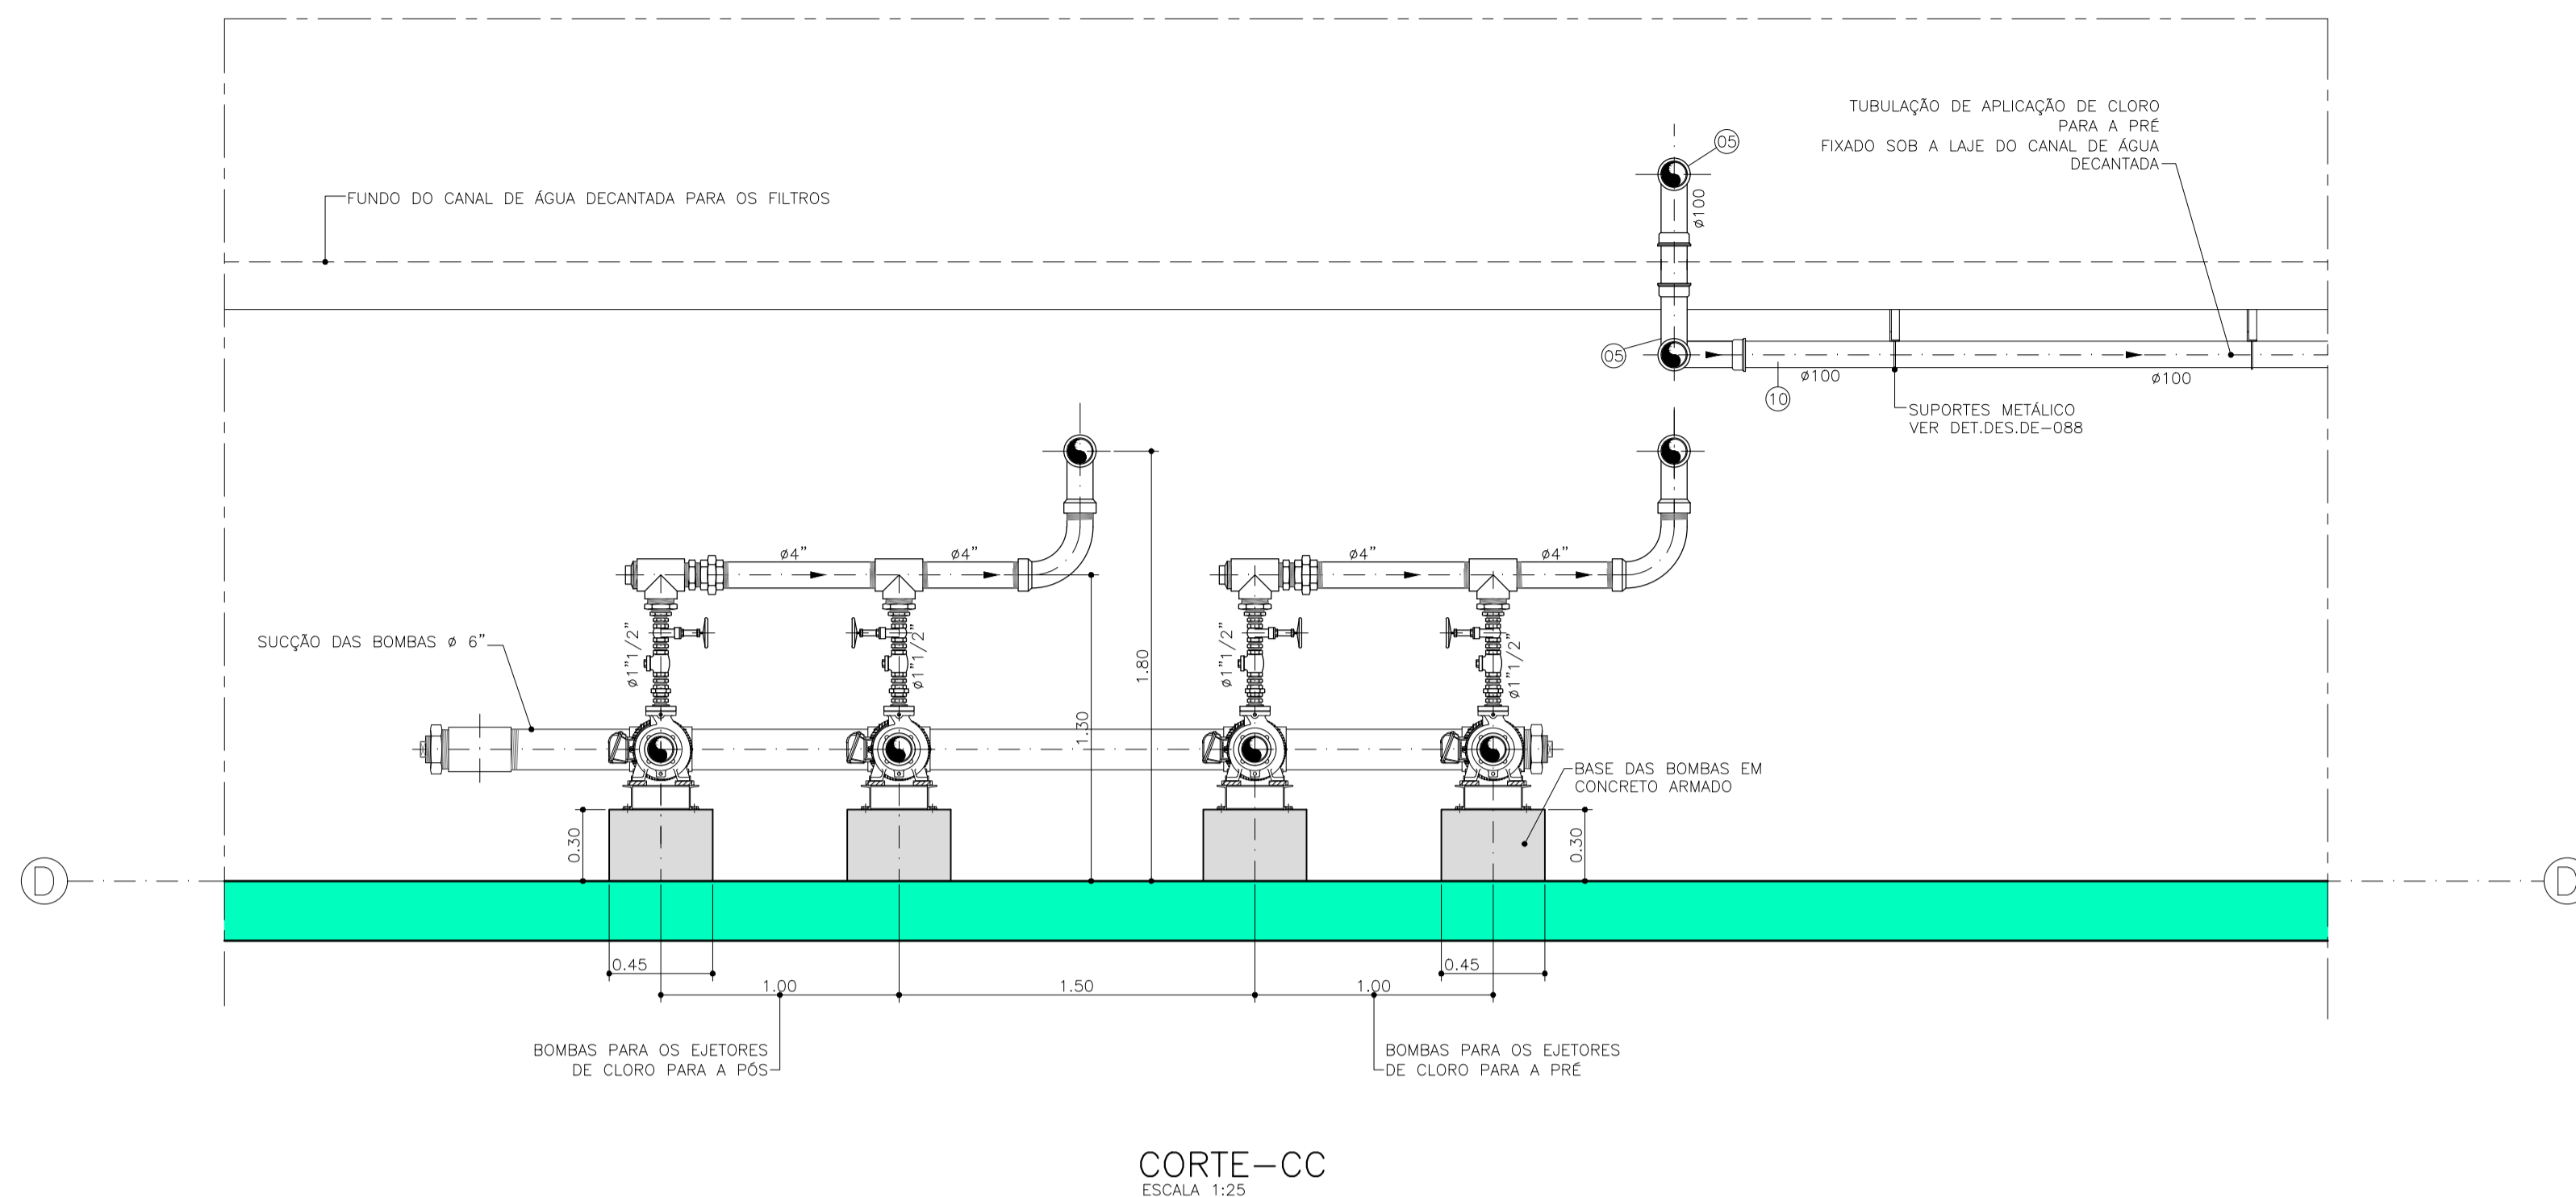 TUBULAÇÃO DE APLICAÇÃO DE CLORO
PARA A PRÉ
FIXADO SOB A LAJE DO CANAL DE ÁGUA
DECANTADA
05
ø100
FUNDO DO CANAL DE ÁGUA DECANTADA PARA OS FILTROS
05
ø100
ø100
10
SUPORTES METÁLICO
VER DET.DES.DE-088
ø4"
ø4"
ø4"
ø4"
SUCÇÃO DAS BOMBAS ø 6"
ø1"1/2"
ø1"1/2"
ø1"1/2"
ø1"1/2"
1.80
1.30
BASE DAS BOMBAS EM
CONCRETO ARMADO
0.30
0.30
D
D
0.45
0.45
1.00
1.50
1.00
BOMBAS PARA OS EJETORES
DE CLORO PARA A PÓS
BOMBAS PARA OS EJETORES
DE CLORO PARA A PRÉ
CORTE-CC
ESCALA 1:25